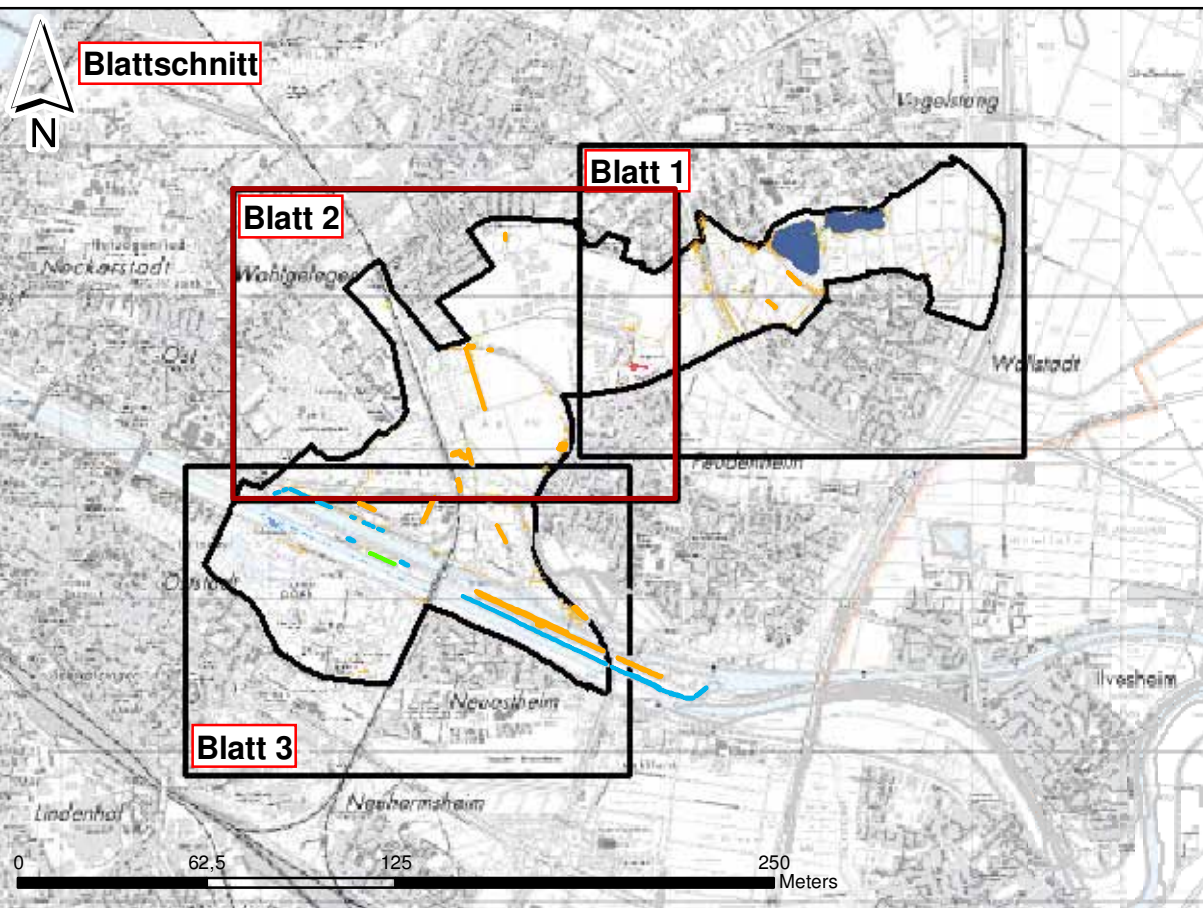 Blattschnitt
N
Vogelstang
Blatt 1
Blatt 2
Neckarstadt
Wohlgelegen
Ost
Wallstadt
Feudenheim
Oststadt
Neuostheim
Ilvesheim
Blatt 3
Neuhermsheim
Lindenhof
0 62,5 125 250
Meters